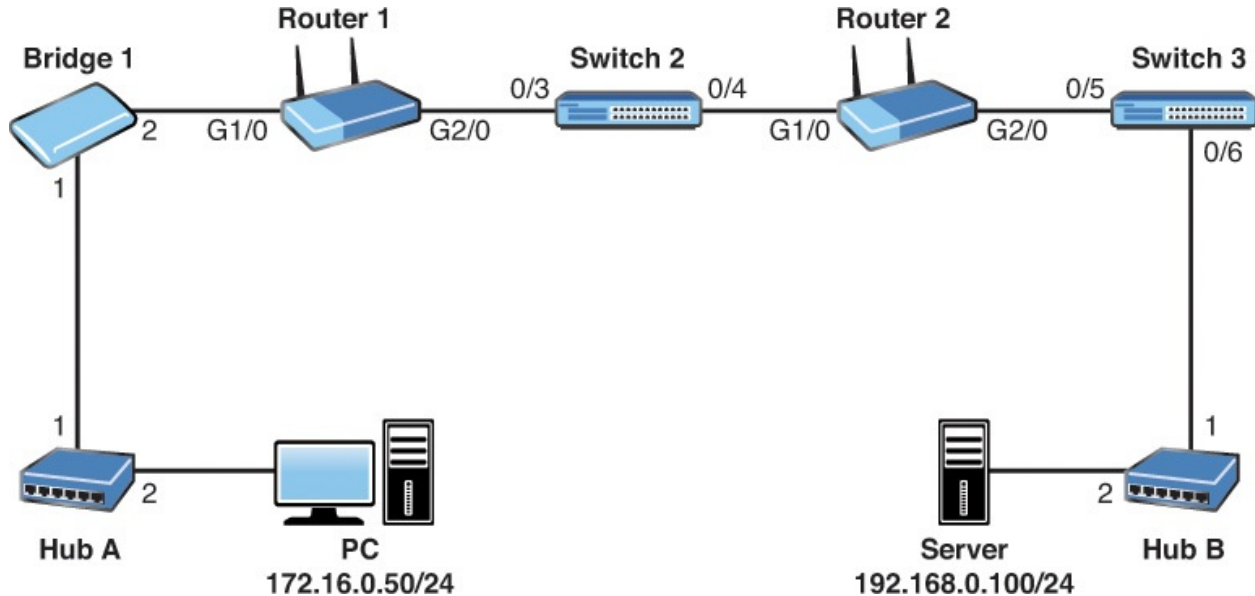 Router 1
Router 2
Bridge 1
Switch 2
Switch 3
0/3
0/4
0/5
2
G1/0
G2/0
G1/0
G2/0
0/6
1
1
1
2
2
Hub A
PC
Server
Hub B
172.16.0.50/24
192.168.0.100/24